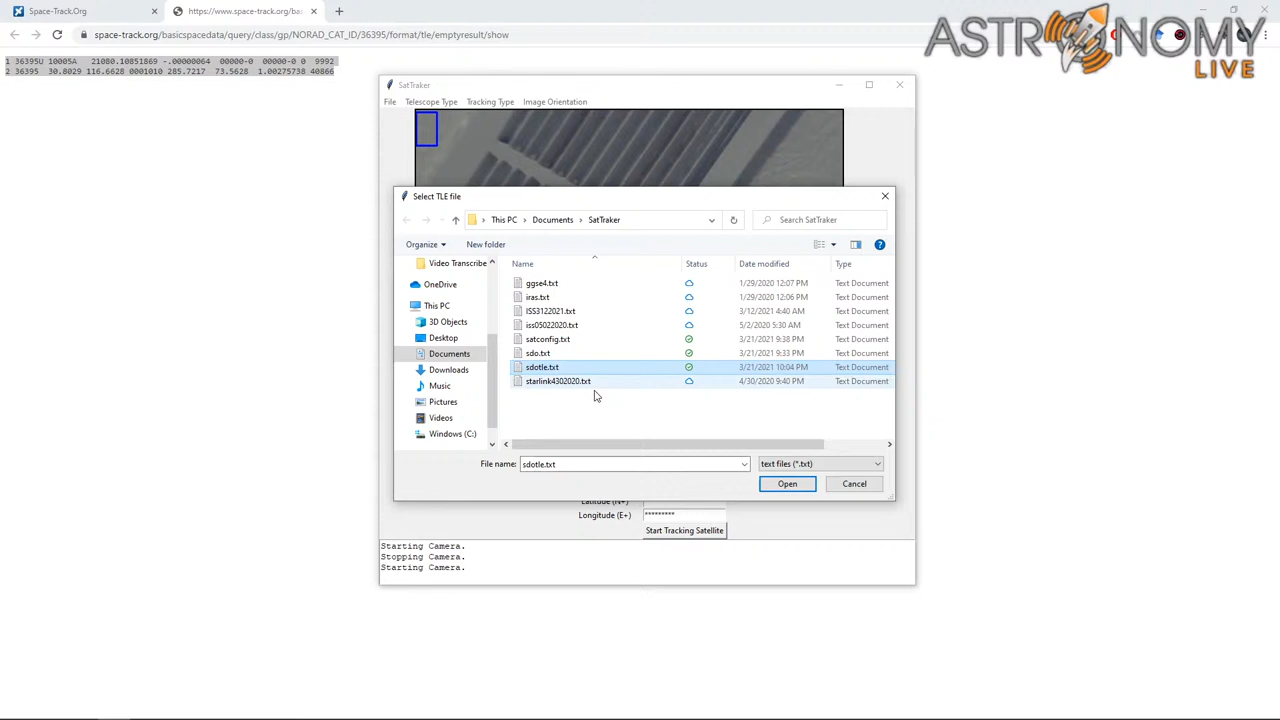 Space-Track.Org
https://www.space-track.org/bas
space-track.org/basicspacedata/query/class/gp/NORAD_CAT_ID/36395/format/tle/emptyresult/show
ASTRONOMY
LIVE
1 36395U 10005A   21080.10851869 -.00000064  00000-0  00000-0 0  9992
2 36395  30.8029 116.6628 0001010 285.7217  73.5628  1.00275738 40866
SatTraker
File Telescope Type Tracking Type Image Orientation
Select TLE file
This PC Documents SatTraker
Search SatTraker
Organize New folder
Name Status Date modified Type
Video Transcribe
OneDrive
This PC
3D Objects
Desktop
Documents
Downloads
Music
Pictures
Videos
Windows (C:)
ggse4.txt 1/29/2020 12:07 PM Text Document
iras.txt 1/29/2020 12:06 PM Text Document
ISS3122021.txt 3/12/2021 4:40 AM Text Document
iss05022020.txt 5/2/2020 5:30 AM Text Document
satconfig.txt 3/21/2021 9:38 PM Text Document
sdo.txt 3/21/2021 9:33 PM Text Document
sdotle.txt 3/21/2021 10:04 PM Text Document
starlink4302020.txt 4/30/2020 9:40 PM Text Document
File name: sdotle.txt text files (*.txt)
Open Cancel
Latitude (N+)
Longitude (E+) *********
Start Tracking Satellite
Starting Camera.
Stopping Camera.
Starting Camera.